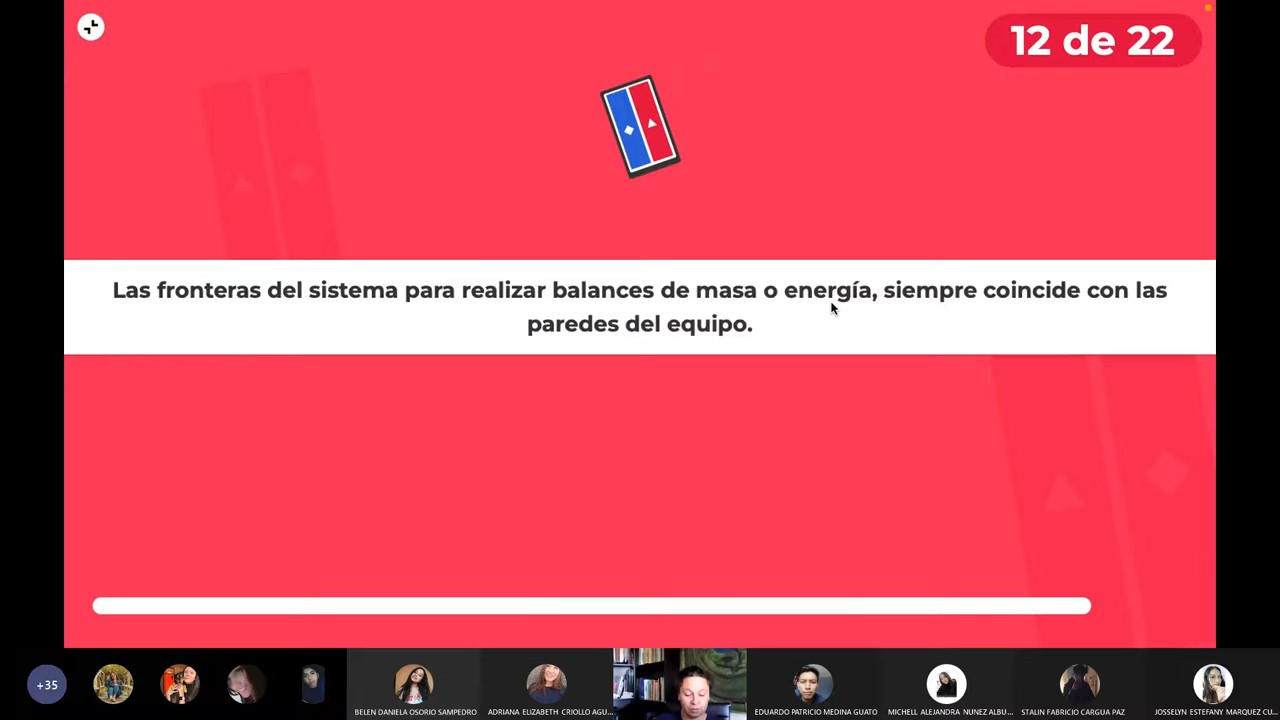 12 de 22
Las fronteras del sistema para realizar balances de masa o energía, siempre coincide con las
paredes del equipo.
+35
BELEN DANIELA OSORIO SAMPEDRO
ADRIANA ELIZABETH CRIOLLO AGU...
EDUARDO PATRICIO MEDINA GUATO
MICHELL ALEJANDRA NUNEZ ALBU...
STALIN FABRICIO CARGUA PAZ
JOSSELYN ESTEFANY MARQUEZ CU...